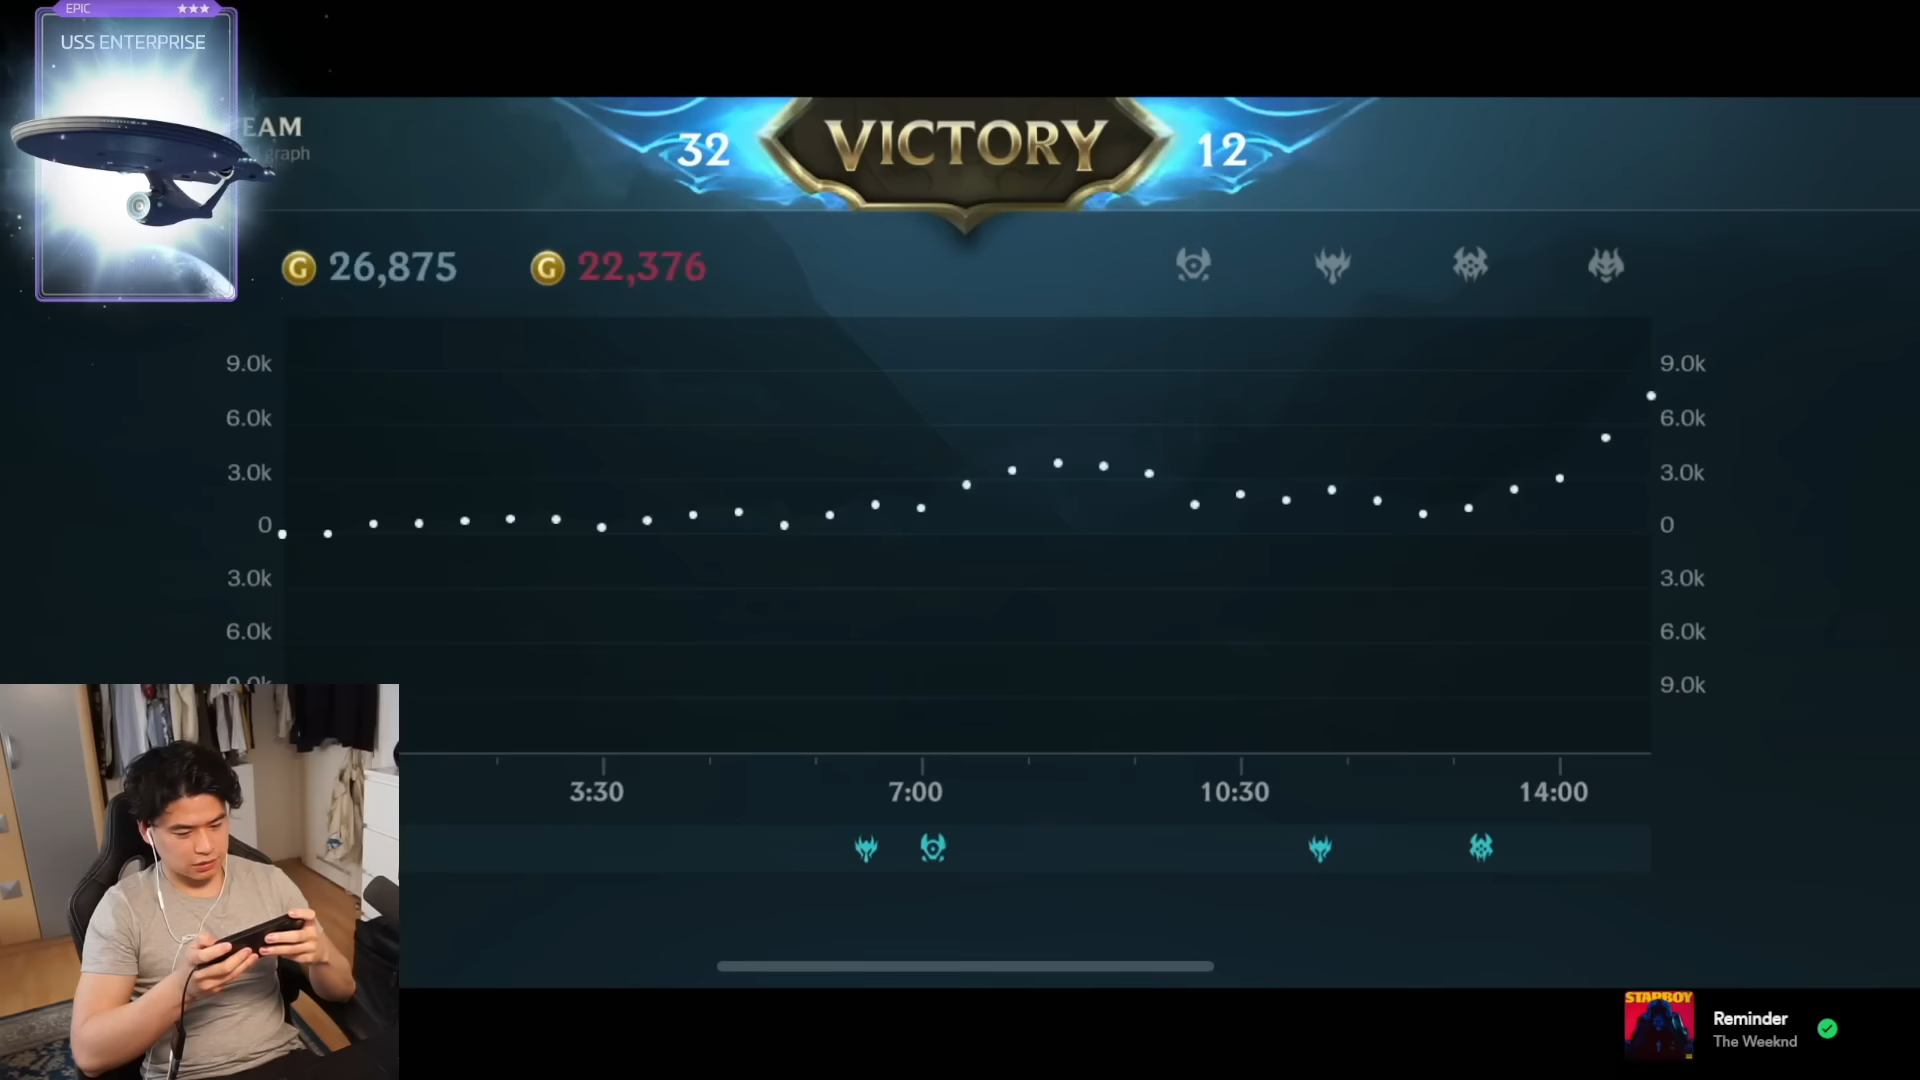 EPIC
USS ENTERPRISE
EAM
graph
32
VICTORY
12
G 26,875
G 22,376
9.0k
9.0k
6.0k
6.0k
3.0k
3.0k
0
0
3.0k
3.0k
6.0k
6.0k
9.0k
9.0k
3:30
7:00
10:30
14:00
STARBOY
Reminder
The Weeknd